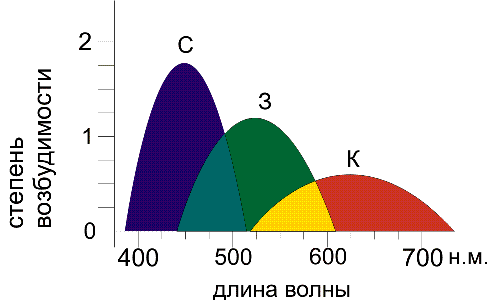 2
С
З
1
К
0
степень
возбудимости
400 500 600 700 н.м.
длина волны